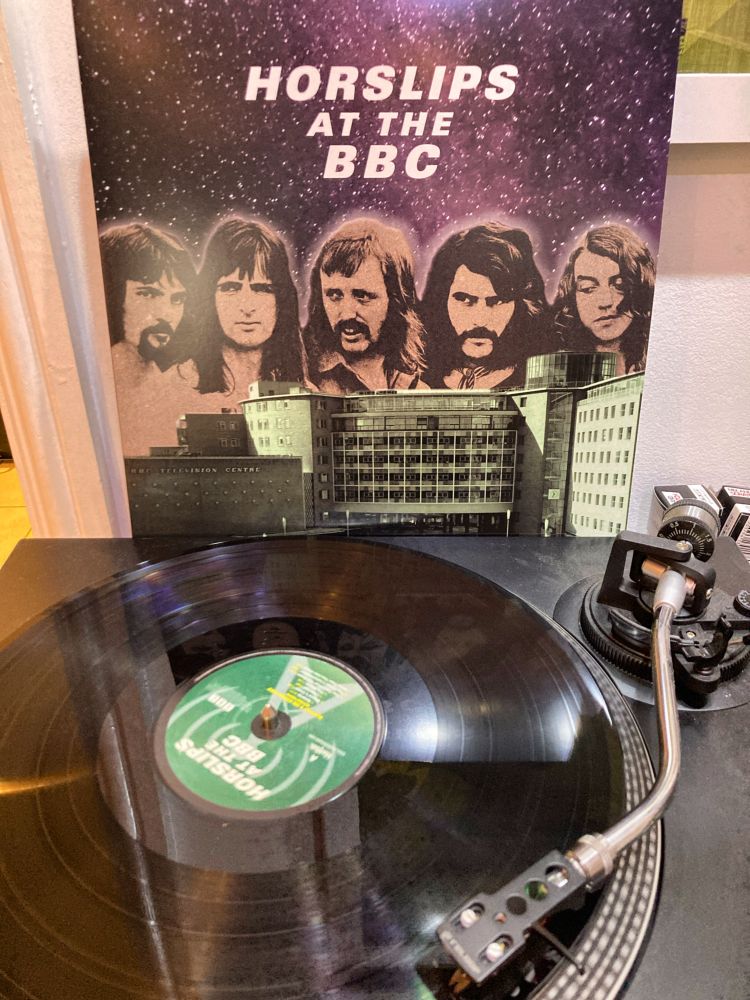 HORSLIPS
AT THE
BBC
BBC TELEVISION CENTRE
HORSLIPS
AT THE
BBC
A